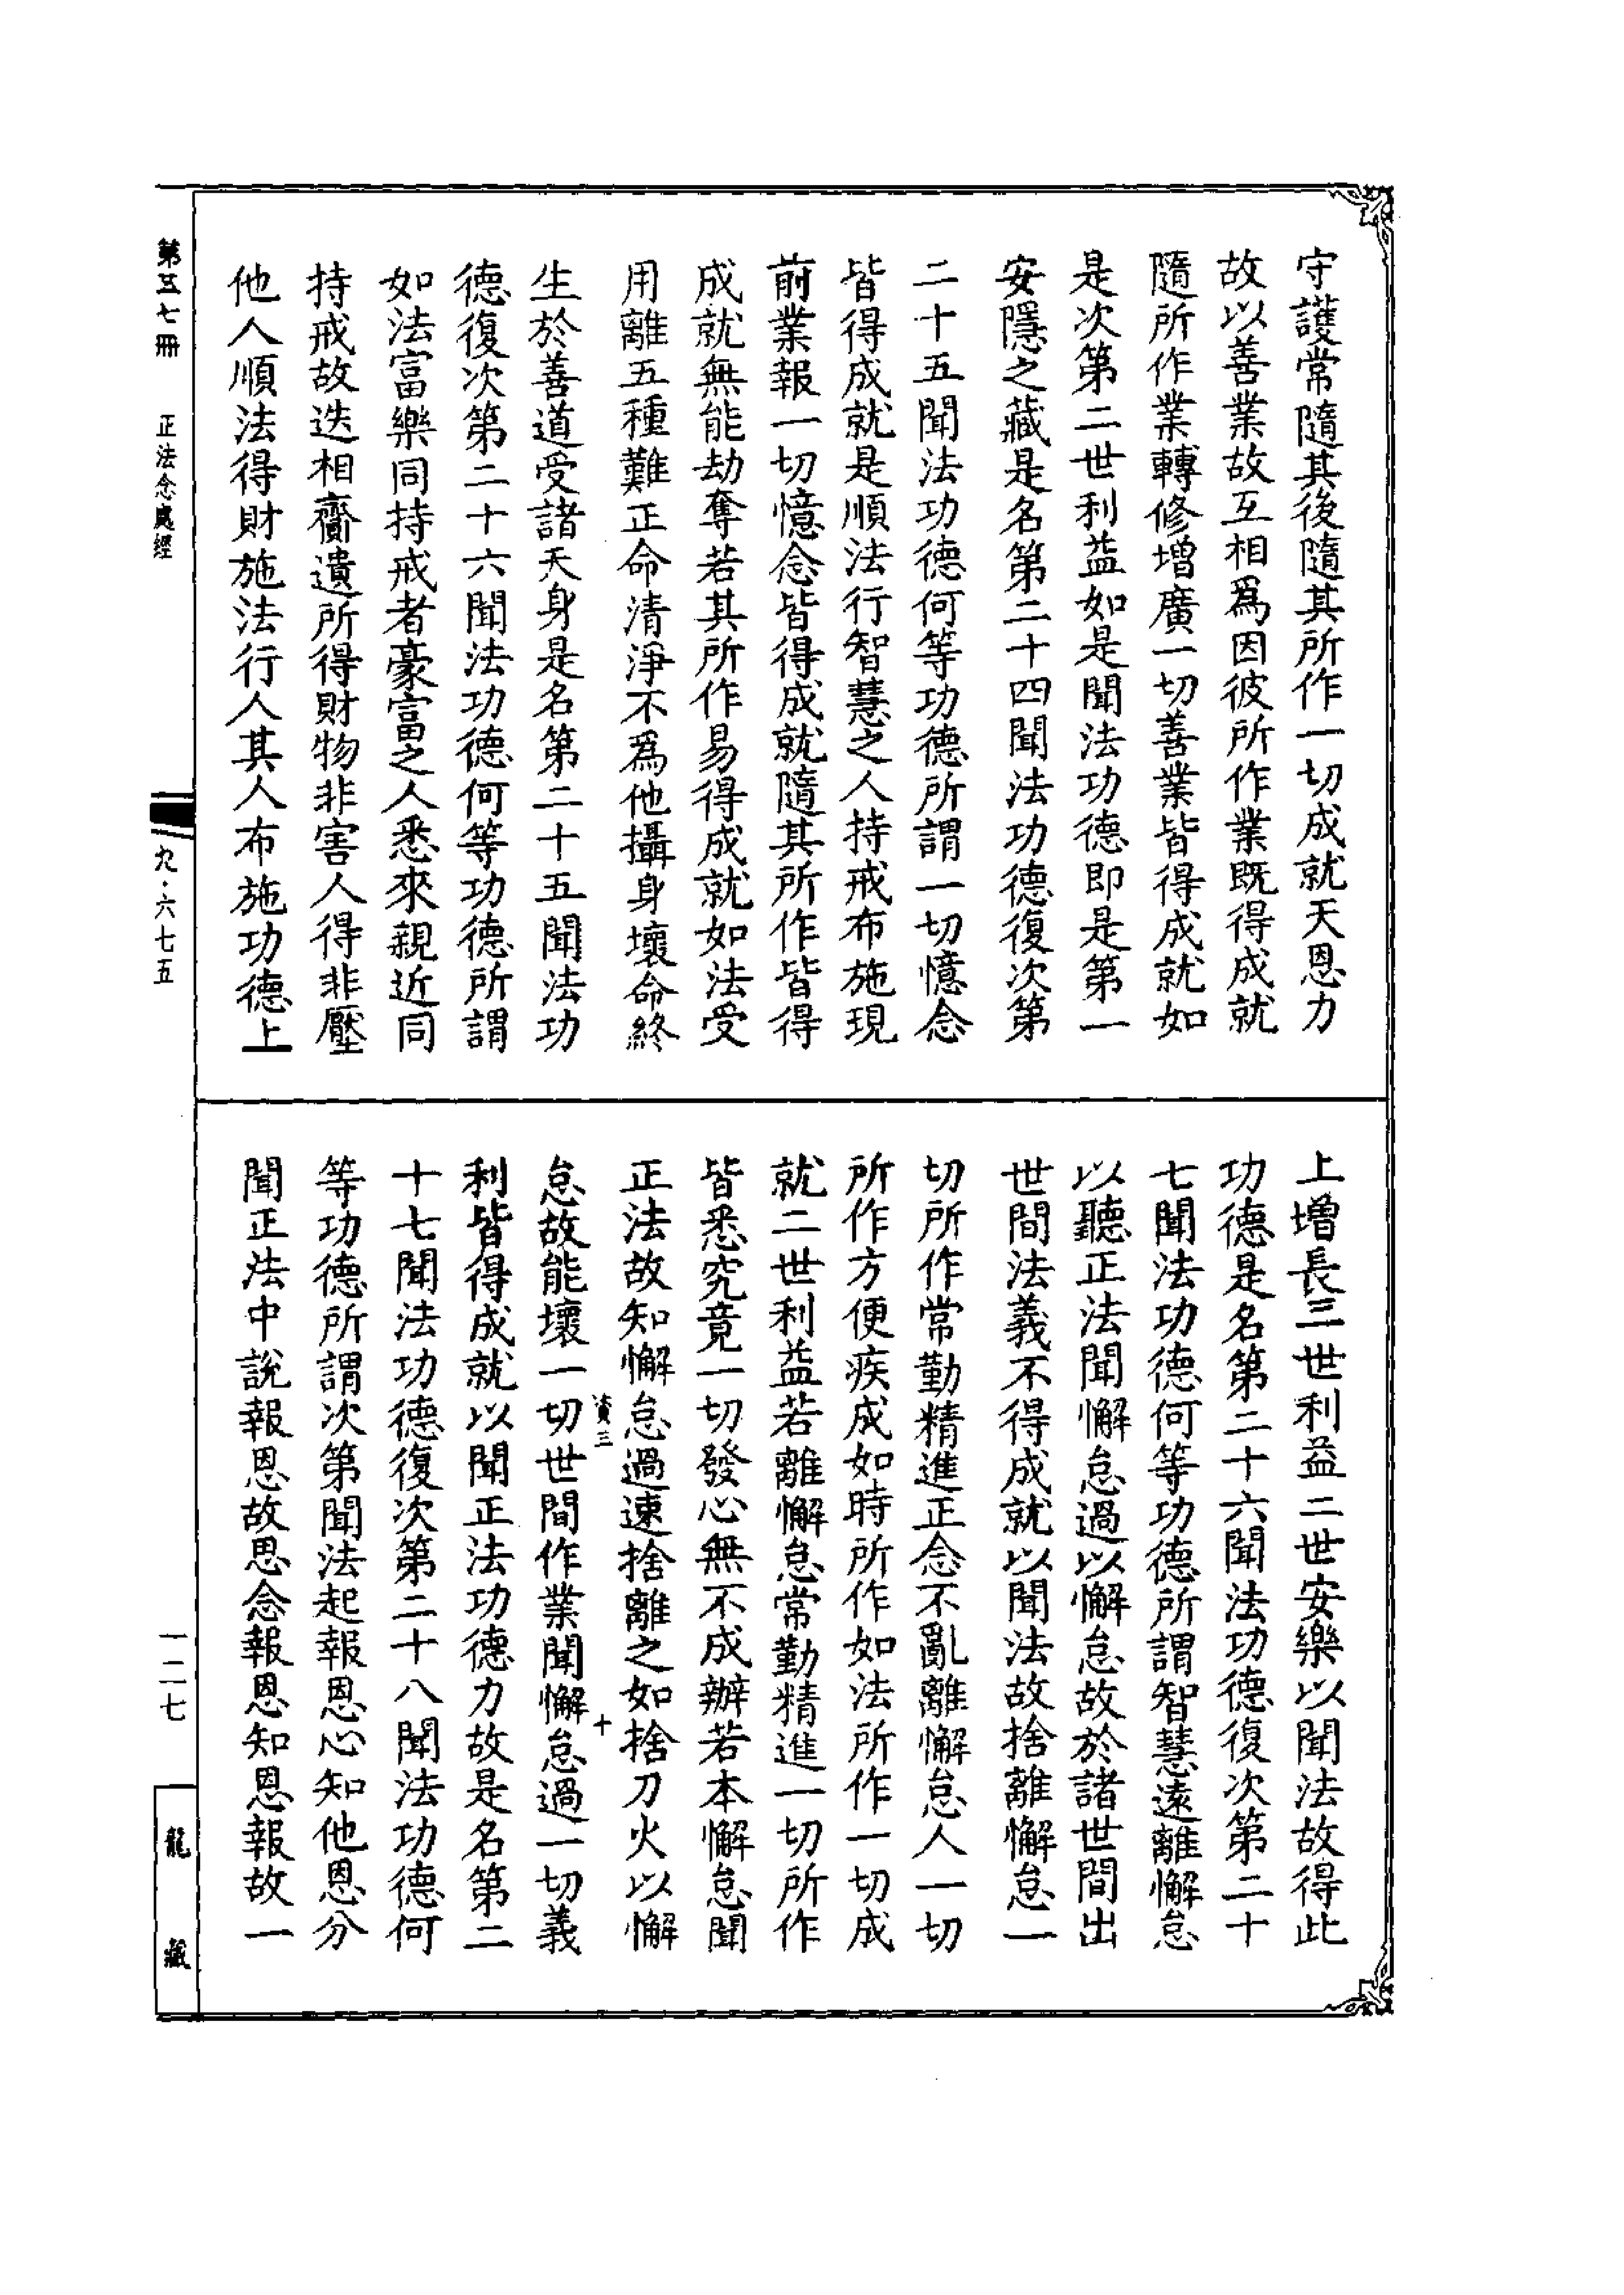 守護常隨其後隨其所作一切成就天恩力
故以善業故互相爲因彼所作業既得成就
隨所作業轉修增廣一切善業皆得成就如
是次第二世利益如是聞法功德即是第一
安隱之藏是名第二十四聞法功德復次第
二十五聞法功德何等功德所謂一切憶念
皆得成就是順法行智慧之人持戒布施現
前業報一切憶念皆得成就隨其所作皆得
成就無能劫奪若其所作易得成就如法受
用離五種難正命清淨不爲他攝身壞命終
生於善道受諸天身是名第二十五聞法功
德復次第二十六聞法功德何等功德所謂
如法富樂同持戒者豪富之人悉來親近同
持戒故迭相齎遺所得財物非害人得非壓
他人順法得財施法行人其人布施功德上
上增長三世利益二世安樂以聞法故得此
功德是名第二十六聞法功德復次第二十
七聞法功德何等功德所謂智慧遠離懈怠
以聽正法聞懈怠過以懈怠故於諸世間出
世間法義不得成就以聞法故捨離懈怠一
切所作常勤精進正念不亂離懈怠人一切
所作方便疾成如時所作如法所作一切成
就二世利益若離懈怠常勤精進一切所作
皆悉究竟一切發心無不成辦若本懈怠聞
正法故知懈怠過速捨離之如捨刀火以懈
資三 十
怠故能壞一切世間作業聞懈怠過一切義
利皆得成就以聞正法功德力故是名第二
十七聞法功德復次第二十八聞法功德何
等功德所謂次第聞法起報恩心知他恩分
聞正法中說報恩故思念報恩知恩報故一
第五七冊 正法念處經
九·六七五
一二七
龍藏